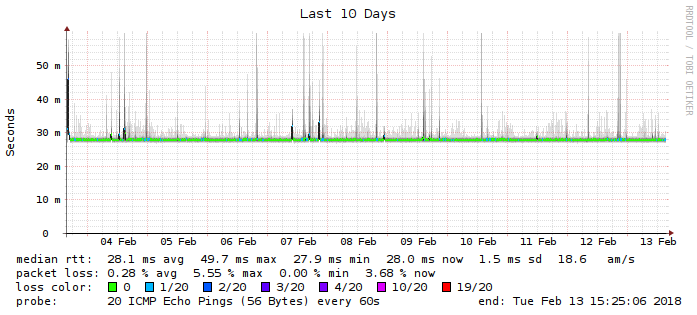 Last 10 Days
RRDTOOL / TOBI OETIKER
Seconds
50 m
40 m
30 m
20 m
10 m
0
04 Feb 05 Feb 06 Feb 07 Feb 08 Feb 09 Feb 10 Feb 11 Feb 12 Feb 13 Feb
median rtt: 28.1 ms avg 49.7 ms max 27.9 ms min 28.0 ms now 1.5 ms sd 18.6 am/s
packet loss: 0.28 % avg 5.55 % max 0.00 % min 3.68 % now
loss color: 0 1/20 2/20 3/20 4/20 10/20 19/20
probe: 20 ICMP Echo Pings (56 Bytes) every 60s end: Tue Feb 13 15:25:06 2018